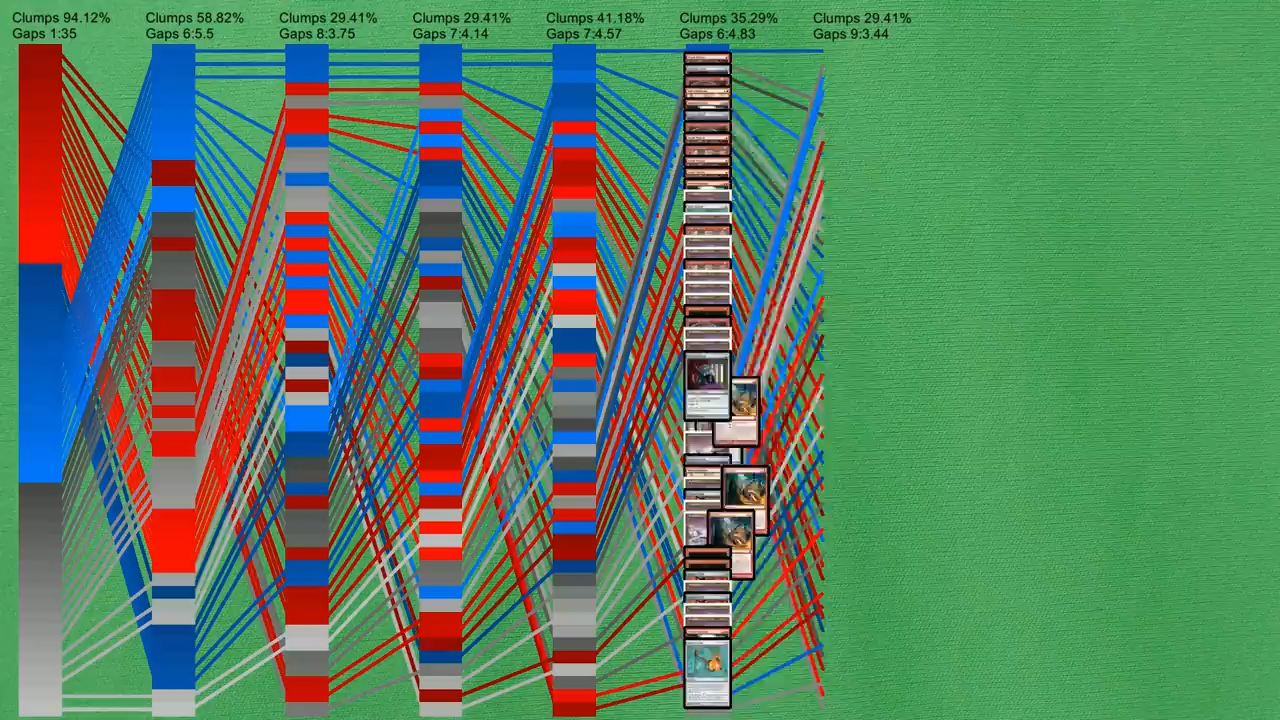 Clumps 94.12%
Gaps 1:35
Clumps 58.82%
Gaps 6:5.5
Clumps 29.41%
Gaps 8:3.75
Clumps 29.41%
Gaps 7:4.14
Clumps 41.18%
Gaps 7:4.57
Clumps 35.29%
Gaps 6:4.83
Clumps 29.41%
Gaps 9:3.44